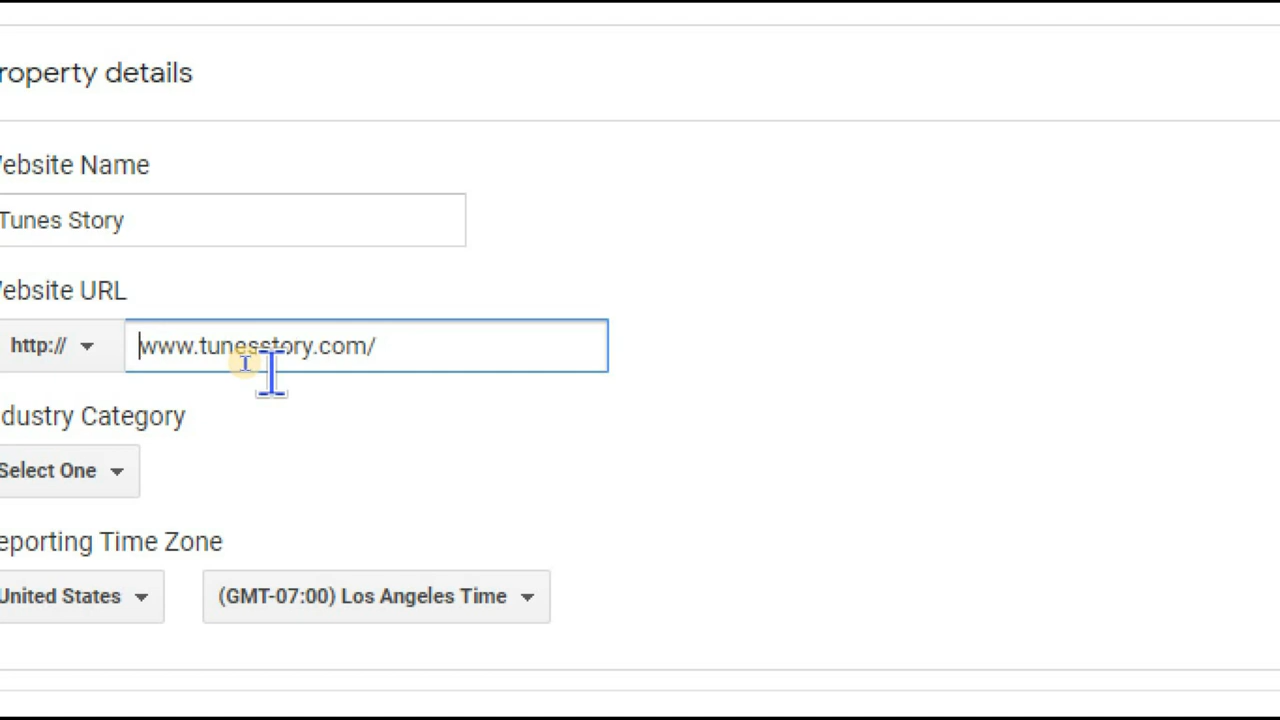 roperty details
ebsite Name
Tunes Story
ebsite URL
http:// www.tunesstory.com/
dustry Category
Select One
eporting Time Zone
United States (GMT-07:00) Los Angeles Time